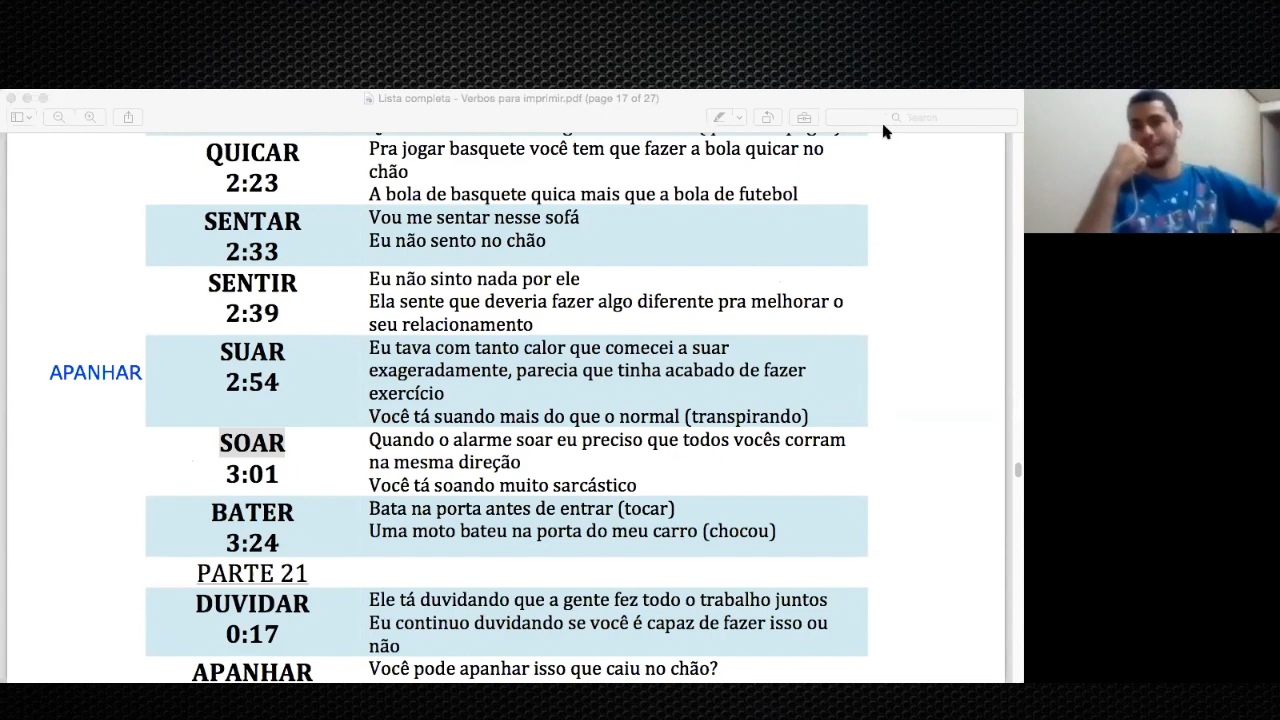 Lista completa - Verbos para imprimir.pdf (page 17 of 27)
Search
QUICAR
2:23
Pra jogar basquete você tem que fazer a bola quicar no
chão
A bola de basquete quica mais que a bola de futebol
SENTAR
2:33
Vou me sentar nesse sofá
Eu não sento no chão
SENTIR
2:39
Eu não sinto nada por ele
Ela sente que deveria fazer algo diferente pra melhorar o
seu relacionamento
APANHAR
SUAR
2:54
Eu tava com tanto calor que comecei a suar
exageradamente, parecia que tinha acabado de fazer
exercício
Você tá suando mais do que o normal (transpirando)
SOAR
3:01
Quando o alarme soar eu preciso que todos vocês corram
na mesma direção
Você tá soando muito sarcástico
BATER
3:24
Bata na porta antes de entrar (tocar)
Uma moto bateu na porta do meu carro (chocou)
PARTE 21
DUVIDAR
0:17
Ele tá duvidando que a gente fez todo o trabalho juntos
Eu continuo duvidando se você é capaz de fazer isso ou
não
APANHAR
Você pode apanhar isso que caiu no chão?